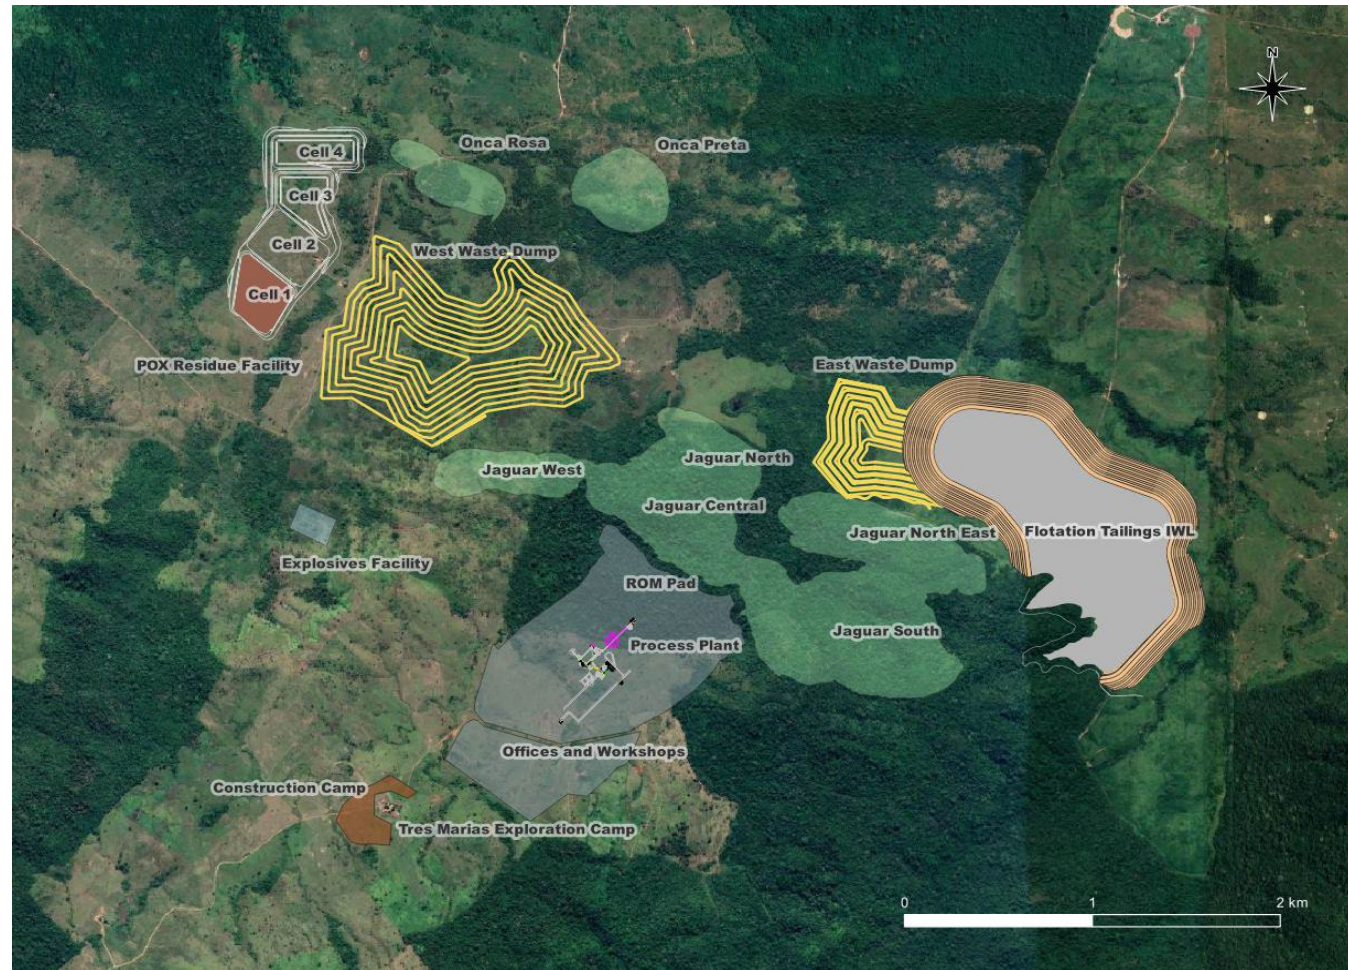 N
Onca Rosa
Onca Preta
Cell 4
Cell 3
Cell 2
Cell 1
West Waste Dump
POX Residue Facility
East Waste Dump
Jaguar West
Jaguar North
Jaguar Central
Jaguar North East
Flotation Tailings IWL
Explosives Facility
ROM Pad
Jaguar South
Process Plant
Offices and Workshops
Construction Camp
Tres Marias Exploration Camp
0 1 2 km